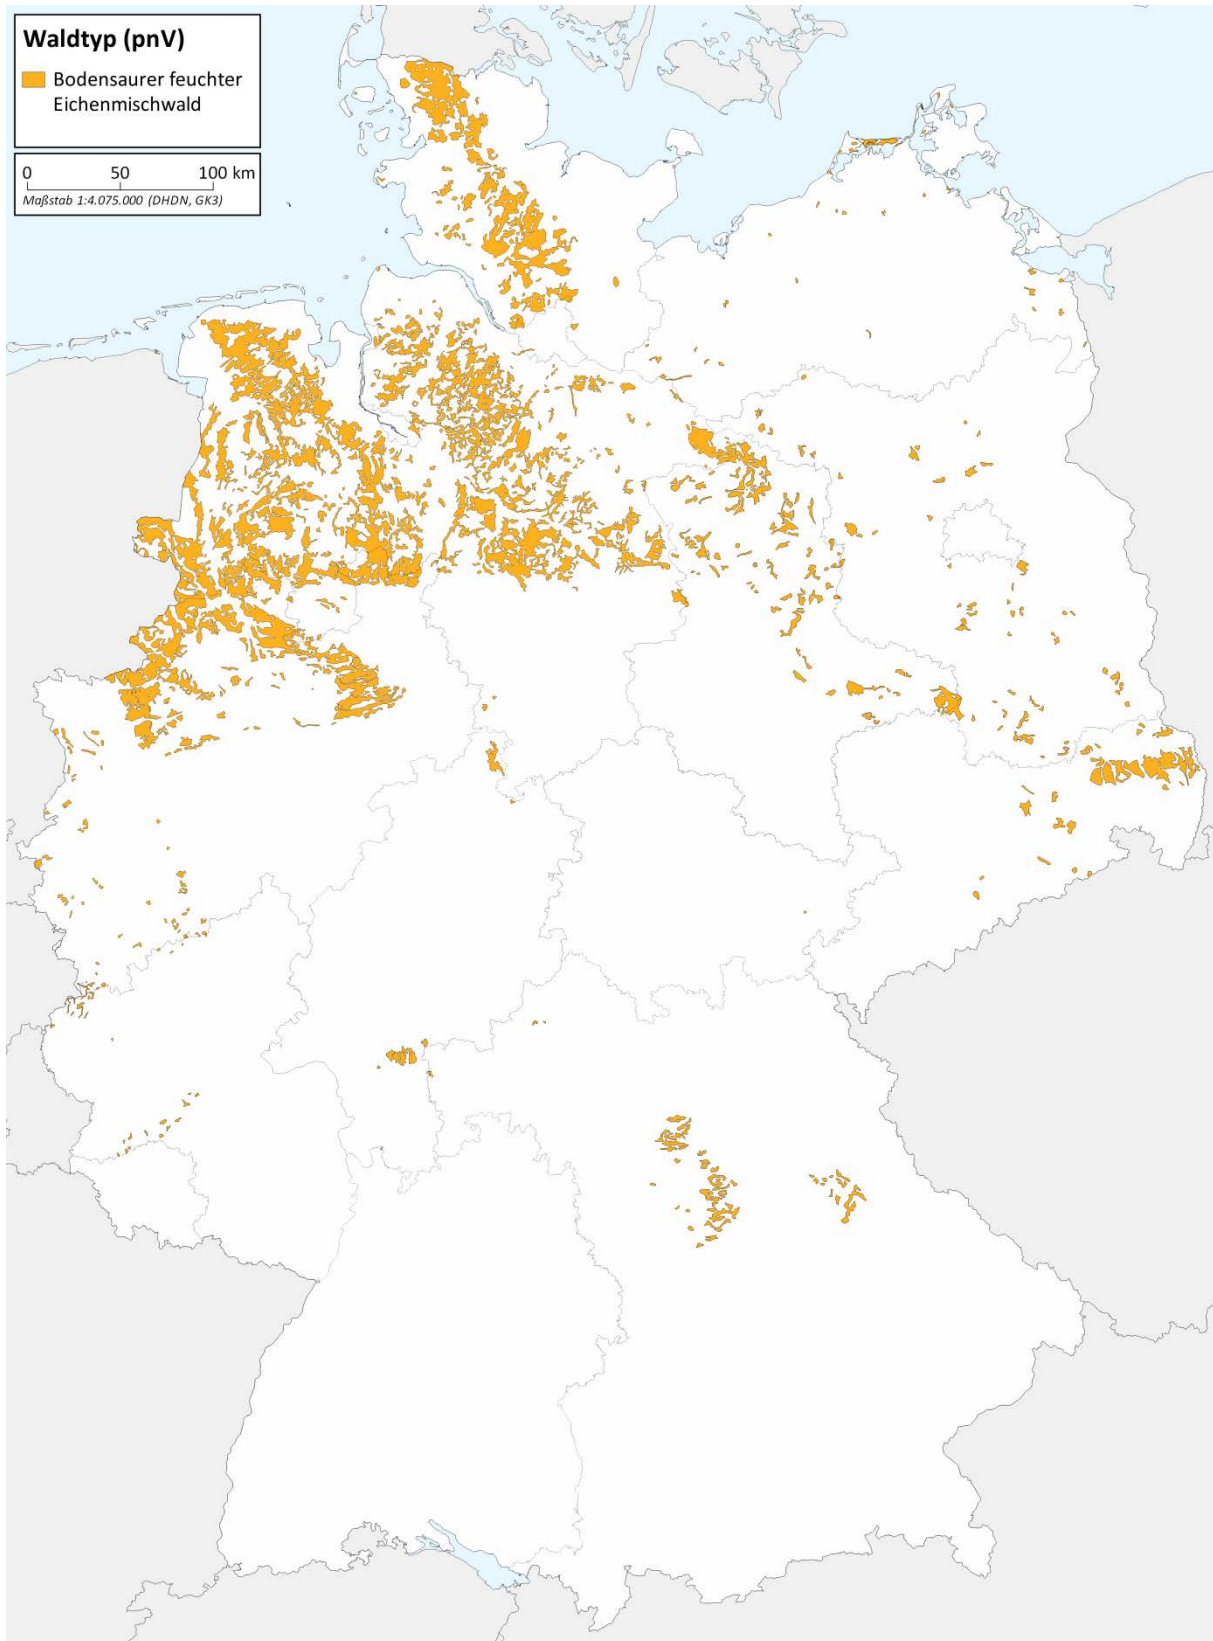 Waldtyp (pnV)
Bodensaurer feuchter
Eichenmischwald
0 50 100 km
Maßstab 1:4.075.000 (DHDN, GK3)